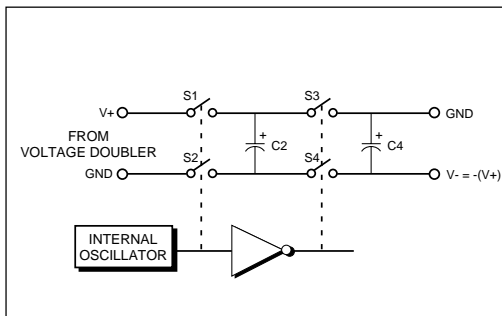 S1
S3
V+
GND
+
C2
+
C4
FROM
VOLTAGE DOUBLER
S2
S4
GND
V- = -(V+)
INTERNAL
OSCILLATOR